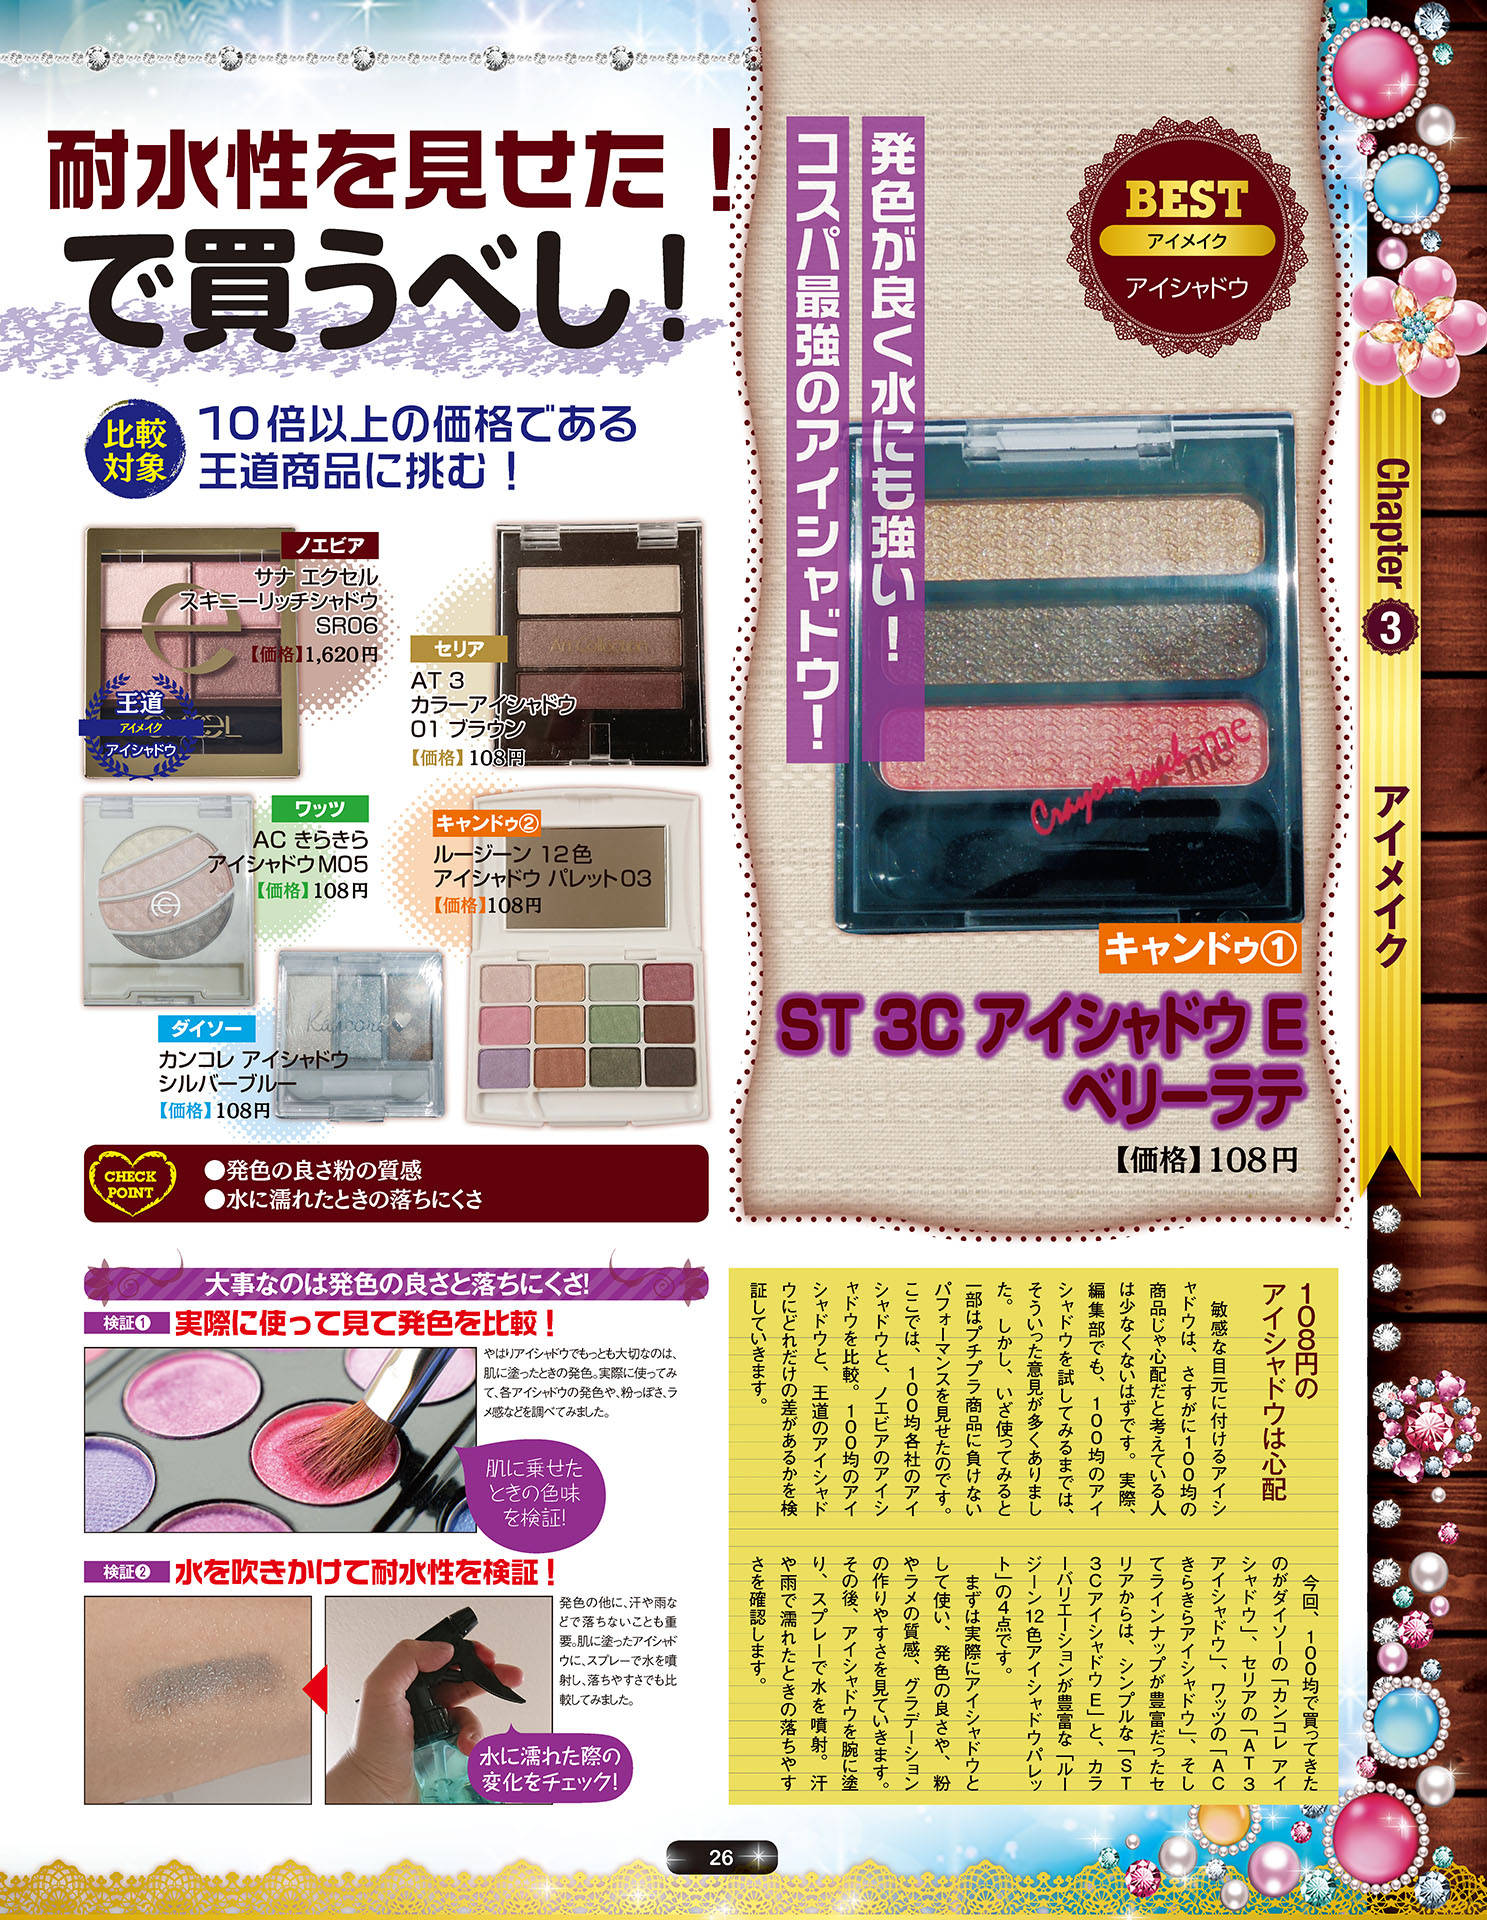 耐水性を見せた！
で買うべし！
発色が良く水にも強い！
コスパ最強のアイシャドウ！
BEST
アイメイク
アイシャドウ
Chapter 3 アイメイク
比較
対象
10倍以上の価格である
王道商品に挑む！
ノエビア
サナ エクセル
スキニーリッチシャドウ
SR06
【価格】1,620円
王道
アイメイク
アイシャドウ
セリア
AT 3
カラーアイシャドウ
01 ブラウン
【価格】108円
ワッツ
AC きらきら
アイシャドウM05
【価格】108円
キャンドゥ②
ルージーン 12色
アイシャドウ パレット03
【価格】108円
ダイソー
カンコレ アイシャドウ
シルバーブルー
【価格】108円
Crayon touch-me
キャンドゥ①
ST 3C アイシャドウ E
ベリーラテ
【価格】108円
CHECK
POINT
●発色の良さ粉の質感
●水に濡れたときの落ちにくさ
大事なのは発色の良さと落ちにくさ!
検証❶ 実際に使って見て発色を比較！
やはりアイシャドウでもっとも大切なのは、
肌に塗ったときの発色。実際に使ってみ
て、各アイシャドウの発色や、粉っぽさ、ラ
メ感などを調べてみました。
肌に乗せた
ときの色味
を検証!
検証❷ 水を吹きかけて耐水性を検証！
発色の他に、汗や雨な
どで落ちないことも重
要。肌に塗ったアイシャド
ウに、スプレーで水を噴
射し、落ちやすさでも比
較してみました。
水に濡れた際の
変化をチェック!
108円の
アイシャドウは心配
敏感な目元に付けるアイシ
ャドウは、さすがに100均の
商品じゃ心配だと考えている人
は少なくないはずです。実際、
編集部でも、100均のアイ
シャドウを試してみるまでは、
そういった意見が多くありまし
た。しかし、いざ使ってみると
一部はプチプラ商品に負けない
パフォーマンスを見せたのです。
ここでは、100均各社のアイ
シャドウと、ノエビアのアイシ
ャドウを比較。100均のアイ
シャドウと、王道のアイシャド
ウにどれだけの差があるかを検
証していきます。
今回、100均で買ってきた
のがダイソーの「カンコレ アイ
シャドウ」、セリアの「AT 3
アイシャドウ」、ワッツの「AC
きらきらアイシャドウ」、そし
てラインナップが豊富だったセ
リアからは、シンプルな「ST
3CアイシャドウE」と、カラ
ーバリエーションが豊富な「ルー
ジーン12色アイシャドウパレッ
ト」の4点です。
まずは実際にアイシャドウと
して使い、発色の良さや、粉
やラメの質感、グラデーション
の作りやすさを見ていきます。
その後、アイシャドウを腕に塗
り、スプレーで水を噴射。汗
や雨で濡れたときの落ちやす
さを確認します。
26